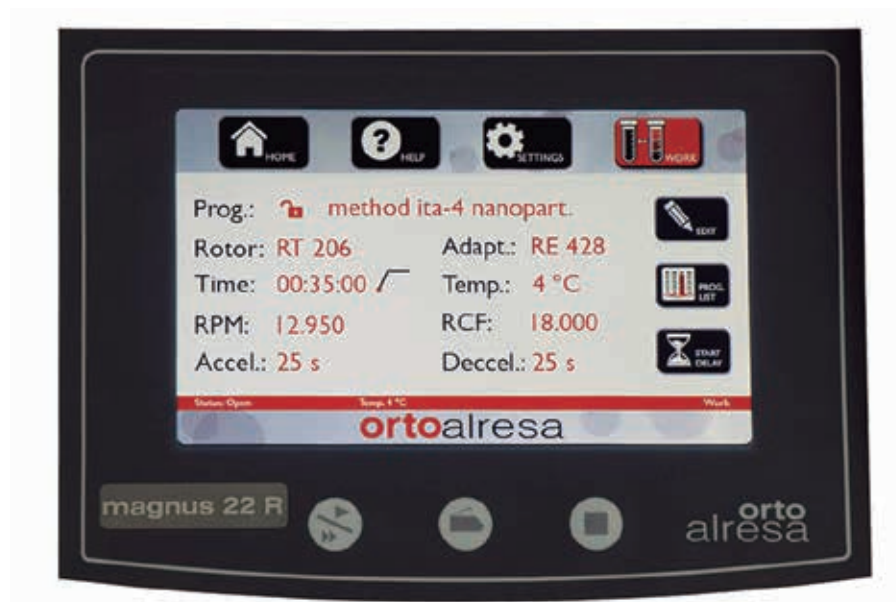 HOME
HELP
SETTINGS
WORK
Prog.: method ita-4 nanopart.
EDIT
Rotor: RT 206 Adapt.: RE 428
Time: 00:35:00 Temp.: 4 °C
PROG. LIST
RPM: 12.950 RCF: 18.000
Accel.: 25 s Deccel.: 25 s
START DELAY
Status: Open Temp. 4 °C Work
ortoalresa
magnus 22 R
orto
alresa